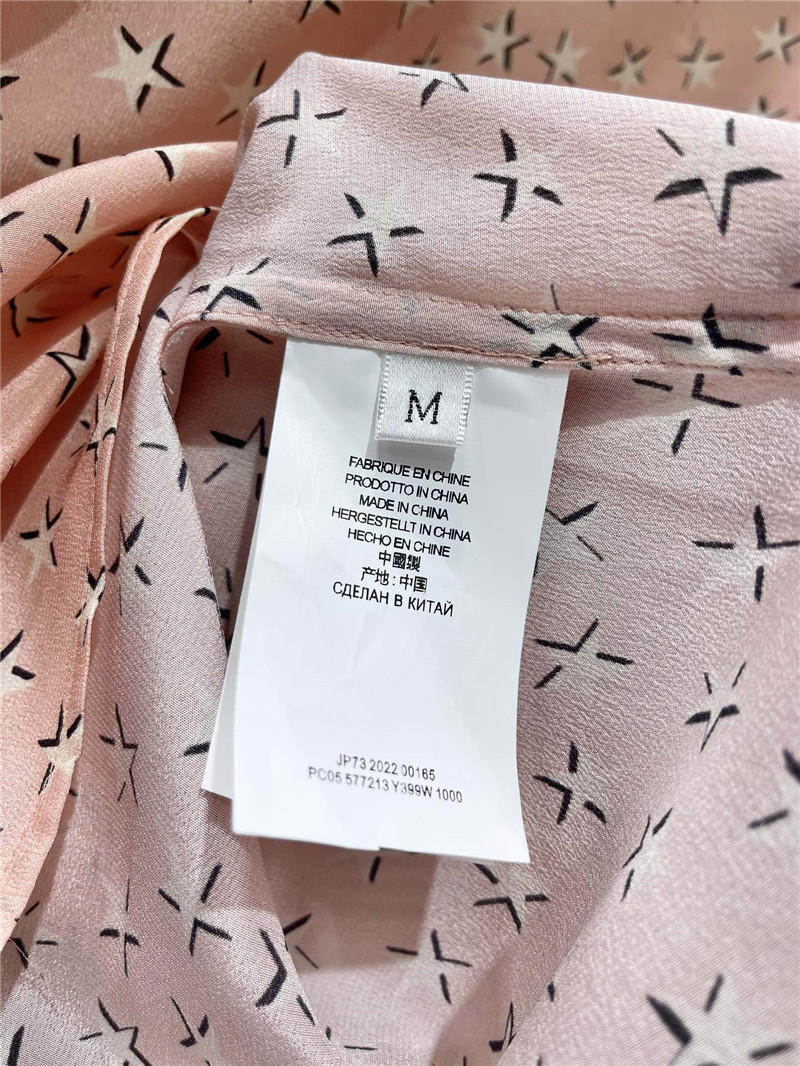 M
FABRIQUE EN CHINE
PRODOTTO IN CHINA
MADE IN CHINA
HERGESTELLT IN CHINA
HECHO EN CHINE
中國製
产地:中国
СДЕЛАН В КИТАЙ
JP73 2022 00165
PC05 577213 Y399W 1000